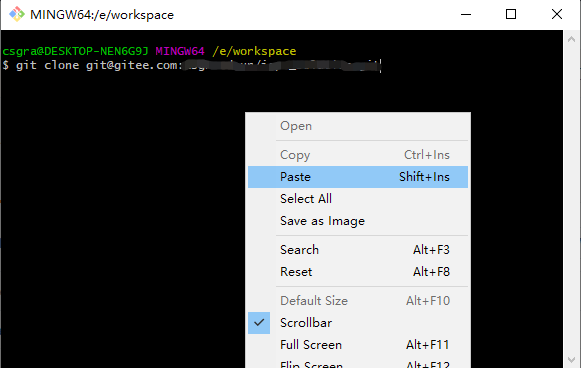 MINGW64:/e/workspace
csgra@DESKTOP-NEN6G9J MINGW64 /e/workspace
$ git clone git@gitee.com:
Open
Copy Ctrl+Ins
Paste Shift+Ins
Select All
Save as Image
Search Alt+F3
Reset Alt+F8
Default Size Alt+F10
Scrollbar
Full Screen Alt+F11
Flip Screen Alt+F12